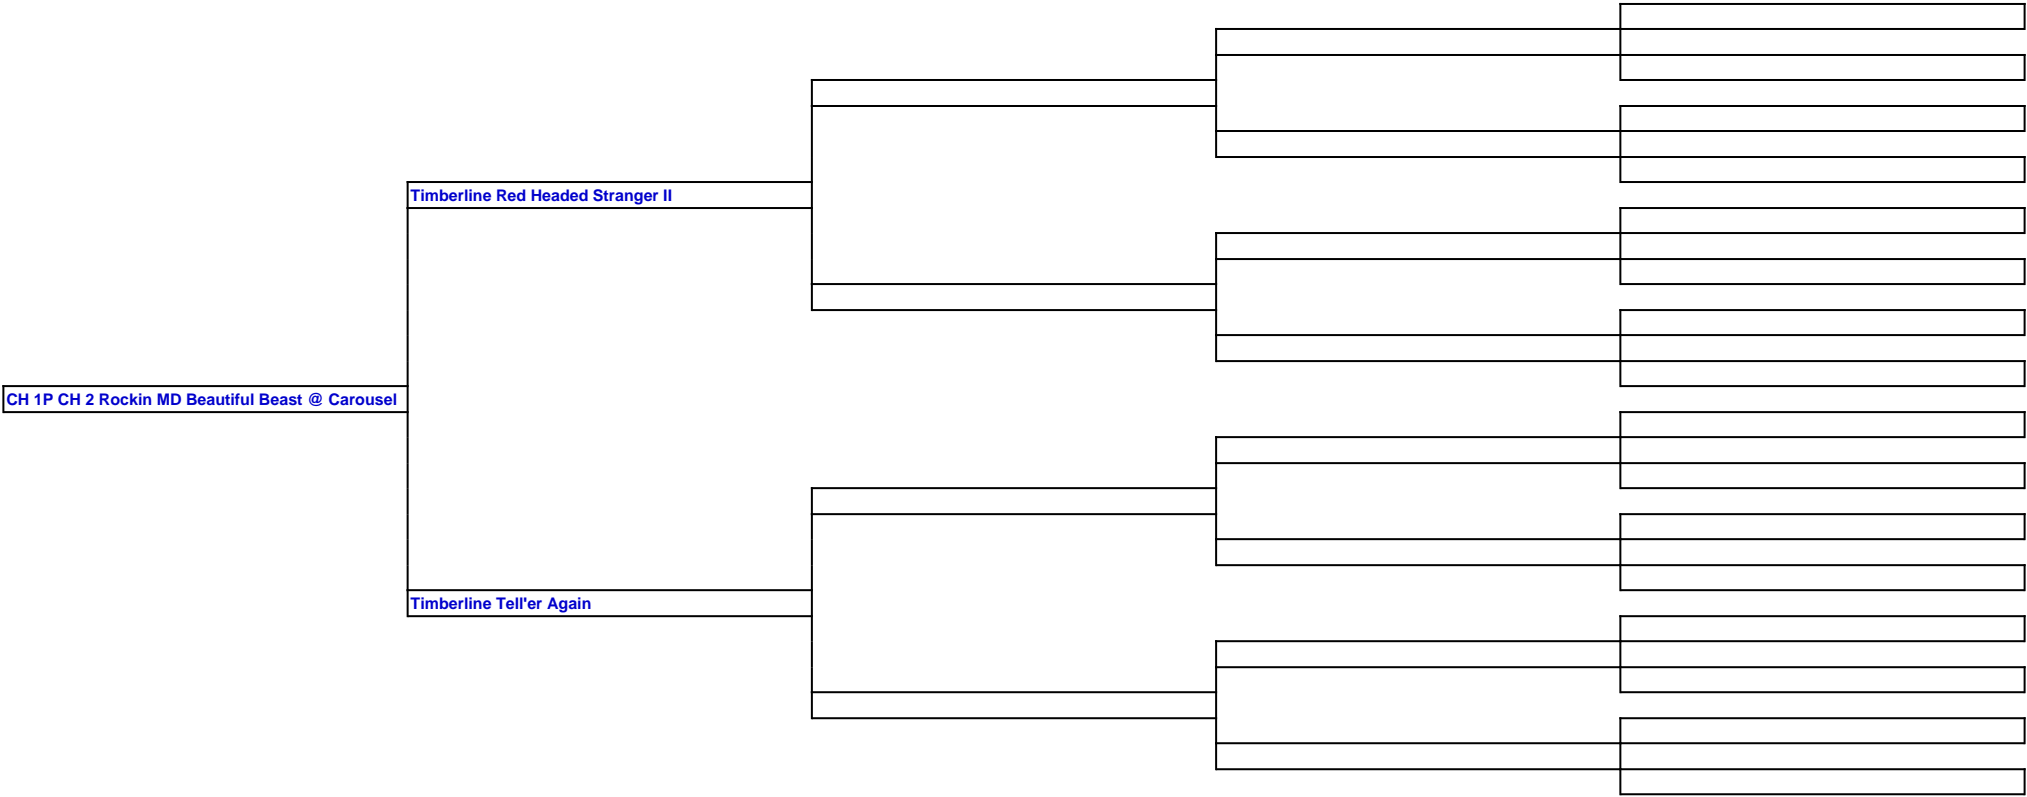 Timberline Red Headed Stranger II
CH 1P CH 2 Rockin MD Beautiful Beast @ Carousel
Timberline Tell'er Again